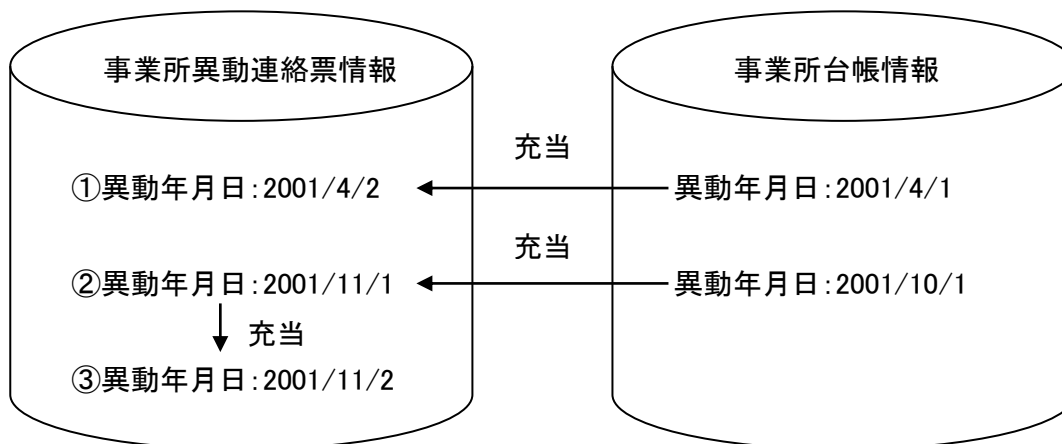 事業所異動連絡票情報
事業所台帳情報
充当
①異動年月日:2001/4/2
異動年月日:2001/4/1
充当
②異動年月日:2001/11/1
異動年月日:2001/10/1
充当
③異動年月日:2001/11/2